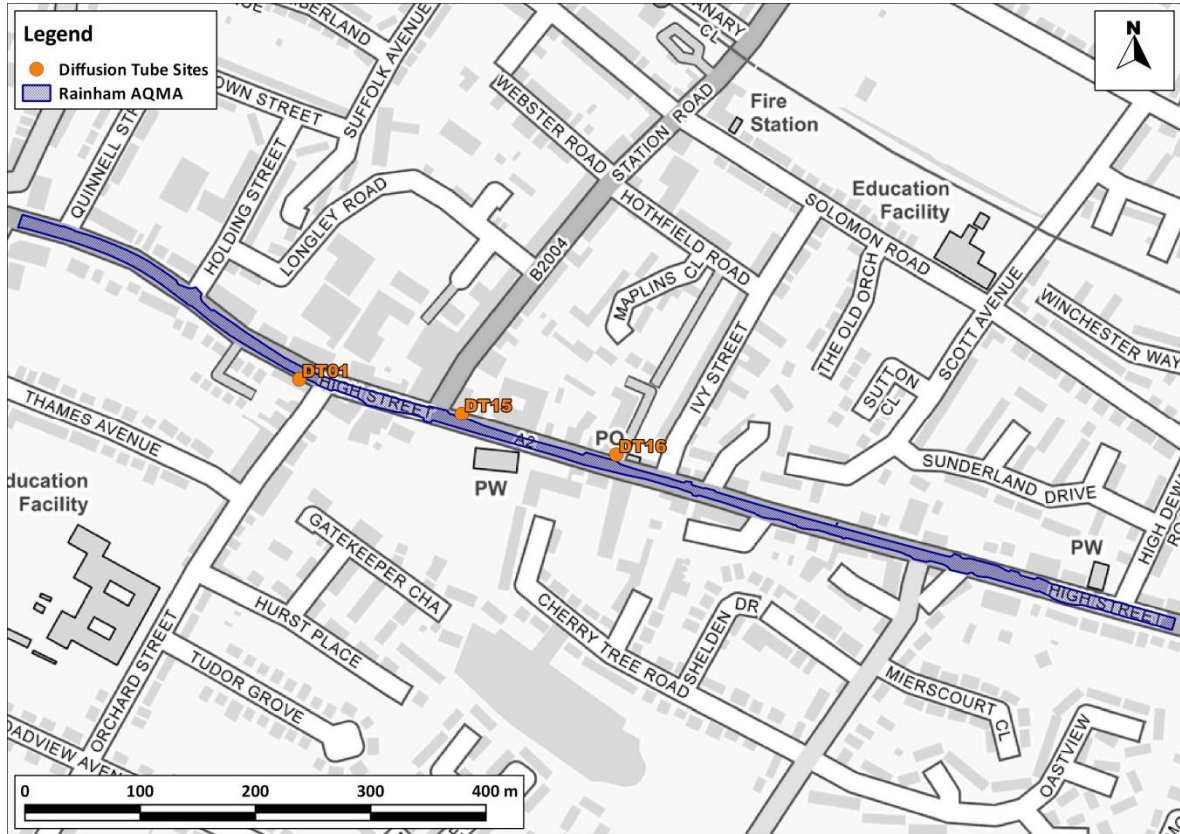 Legend
Diffusion Tube Sites
Rainham AQMA
N
SUFFOLK AVENUE
QUINNELL
HOLDING STREET
LONGLEY ROAD
WEBSTER ROAD
STATION ROAD
B2004
Fire
Station
HOTHFIELD ROAD
SOLOMON ROAD
Education
Facility
MAPLINS CL
IVY STREET
THE OLD ORCH
SUTTON CL
SCOTT AVENUE
WINCHESTER WAY
DT01
HIGH STREET
DT15
A2
DT16
PW
THAMES AVENUE
SUNDERLAND DRIVE
HIGH DEW
PW
HIGH STREET
ducation
Facility
GATEKEEPER CHA
HURST PLACE
TUDOR GROVE
ORCHARD STREET
CHERRY TREE ROAD
SHELDEN DR
MIERSCOURT CL
OASTVIEW
OADVIEW AVEN
0 100 200 300 400 m